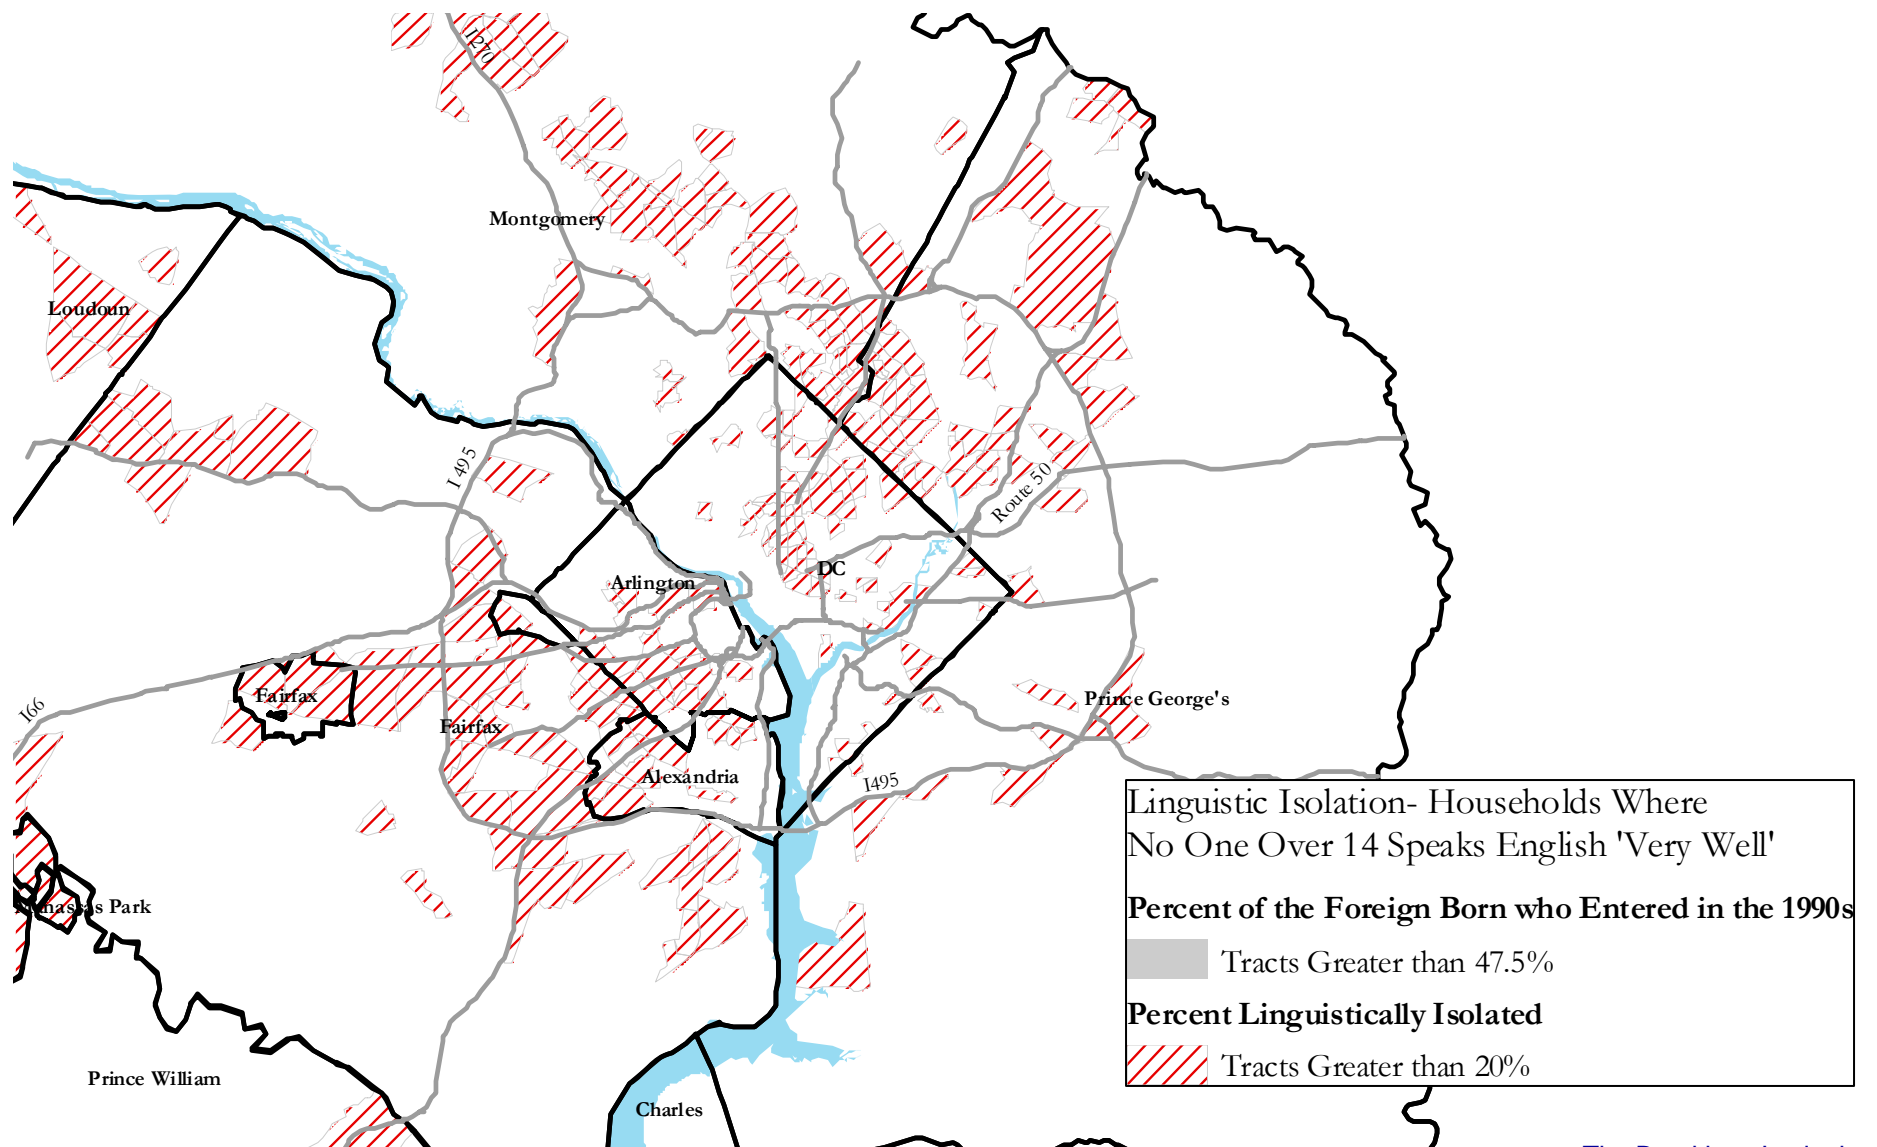 I270
Montgomery
Loudoun
I 495
Route 50
Arlington
DC
Fairfax
I66
Fairfax
Prince George's
Alexandria
I495
Linguistic Isolation- Households Where
No One Over 14 Speaks English 'Very Well'
Percent of the Foreign Born who Entered in the 1990s
Tracts Greater than 47.5%
Percent Linguistically Isolated
Tracts Greater than 20%
Manassas Park
Prince William
Charles